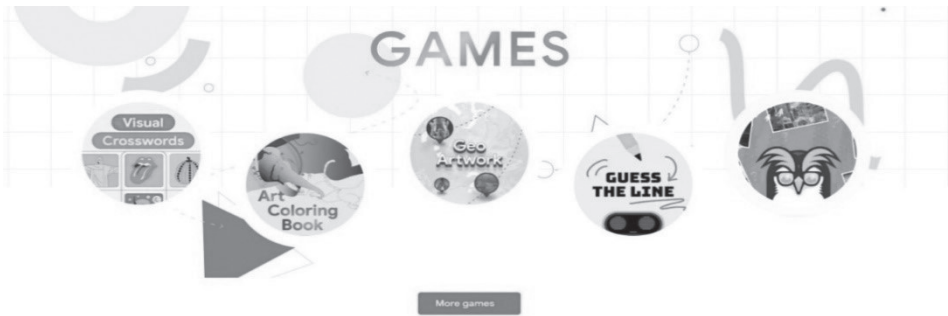 GAMES
Visual
Crosswords
Art
Coloring
Book
Geo
Artwork
GUESS
THE LINE
More games